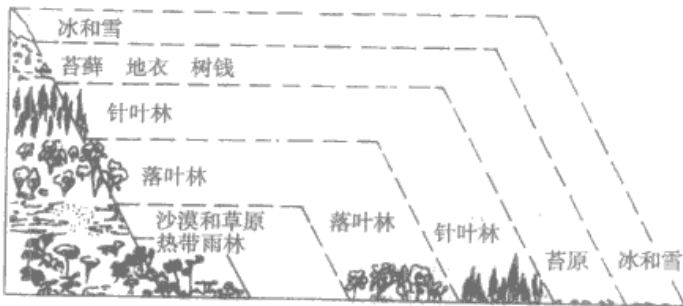 冰和雪
苔藓 地衣 树钱
针叶林
落叶林
沙漠和草原
热带雨林
落叶林
针叶林
苔原
冰和雪